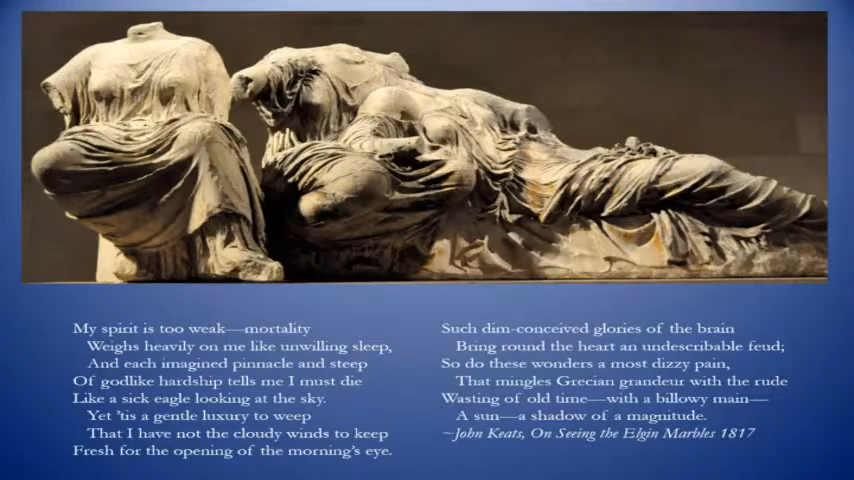 My spirit is too weak—mortality
Weighs heavily on me like unwilling sleep,
And each imagined pinnacle and steep
Of godlike hardship tells me I must die
Like a sick eagle looking at the sky.
Yet ’tis a gentle luxury to weep
That I have not the cloudy winds to keep
Fresh for the opening of the morning’s eye.
Such dim-conceived glories of the brain
Bring round the heart an undescribable feud;
So do these wonders a most dizzy pain,
That mingles Grecian grandeur with the rude
Wasting of old time—with a billowy main—
A sun—a shadow of a magnitude.
~John Keats, On Seeing the Elgin Marbles 1817